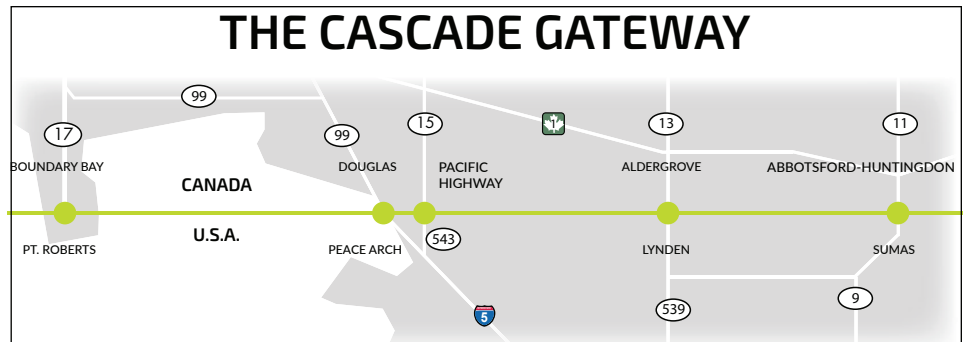 THE CASCADE GATEWAY
99
17
99
15
1
13
11
BOUNDARY BAY
DOUGLAS
PACIFIC
HIGHWAY
ALDERGROVE
ABBOTSFORD-HUNTINGDON
CANADA
U.S.A.
PT. ROBERTS
PEACE ARCH
543
LYNDEN
SUMAS
5
539
9